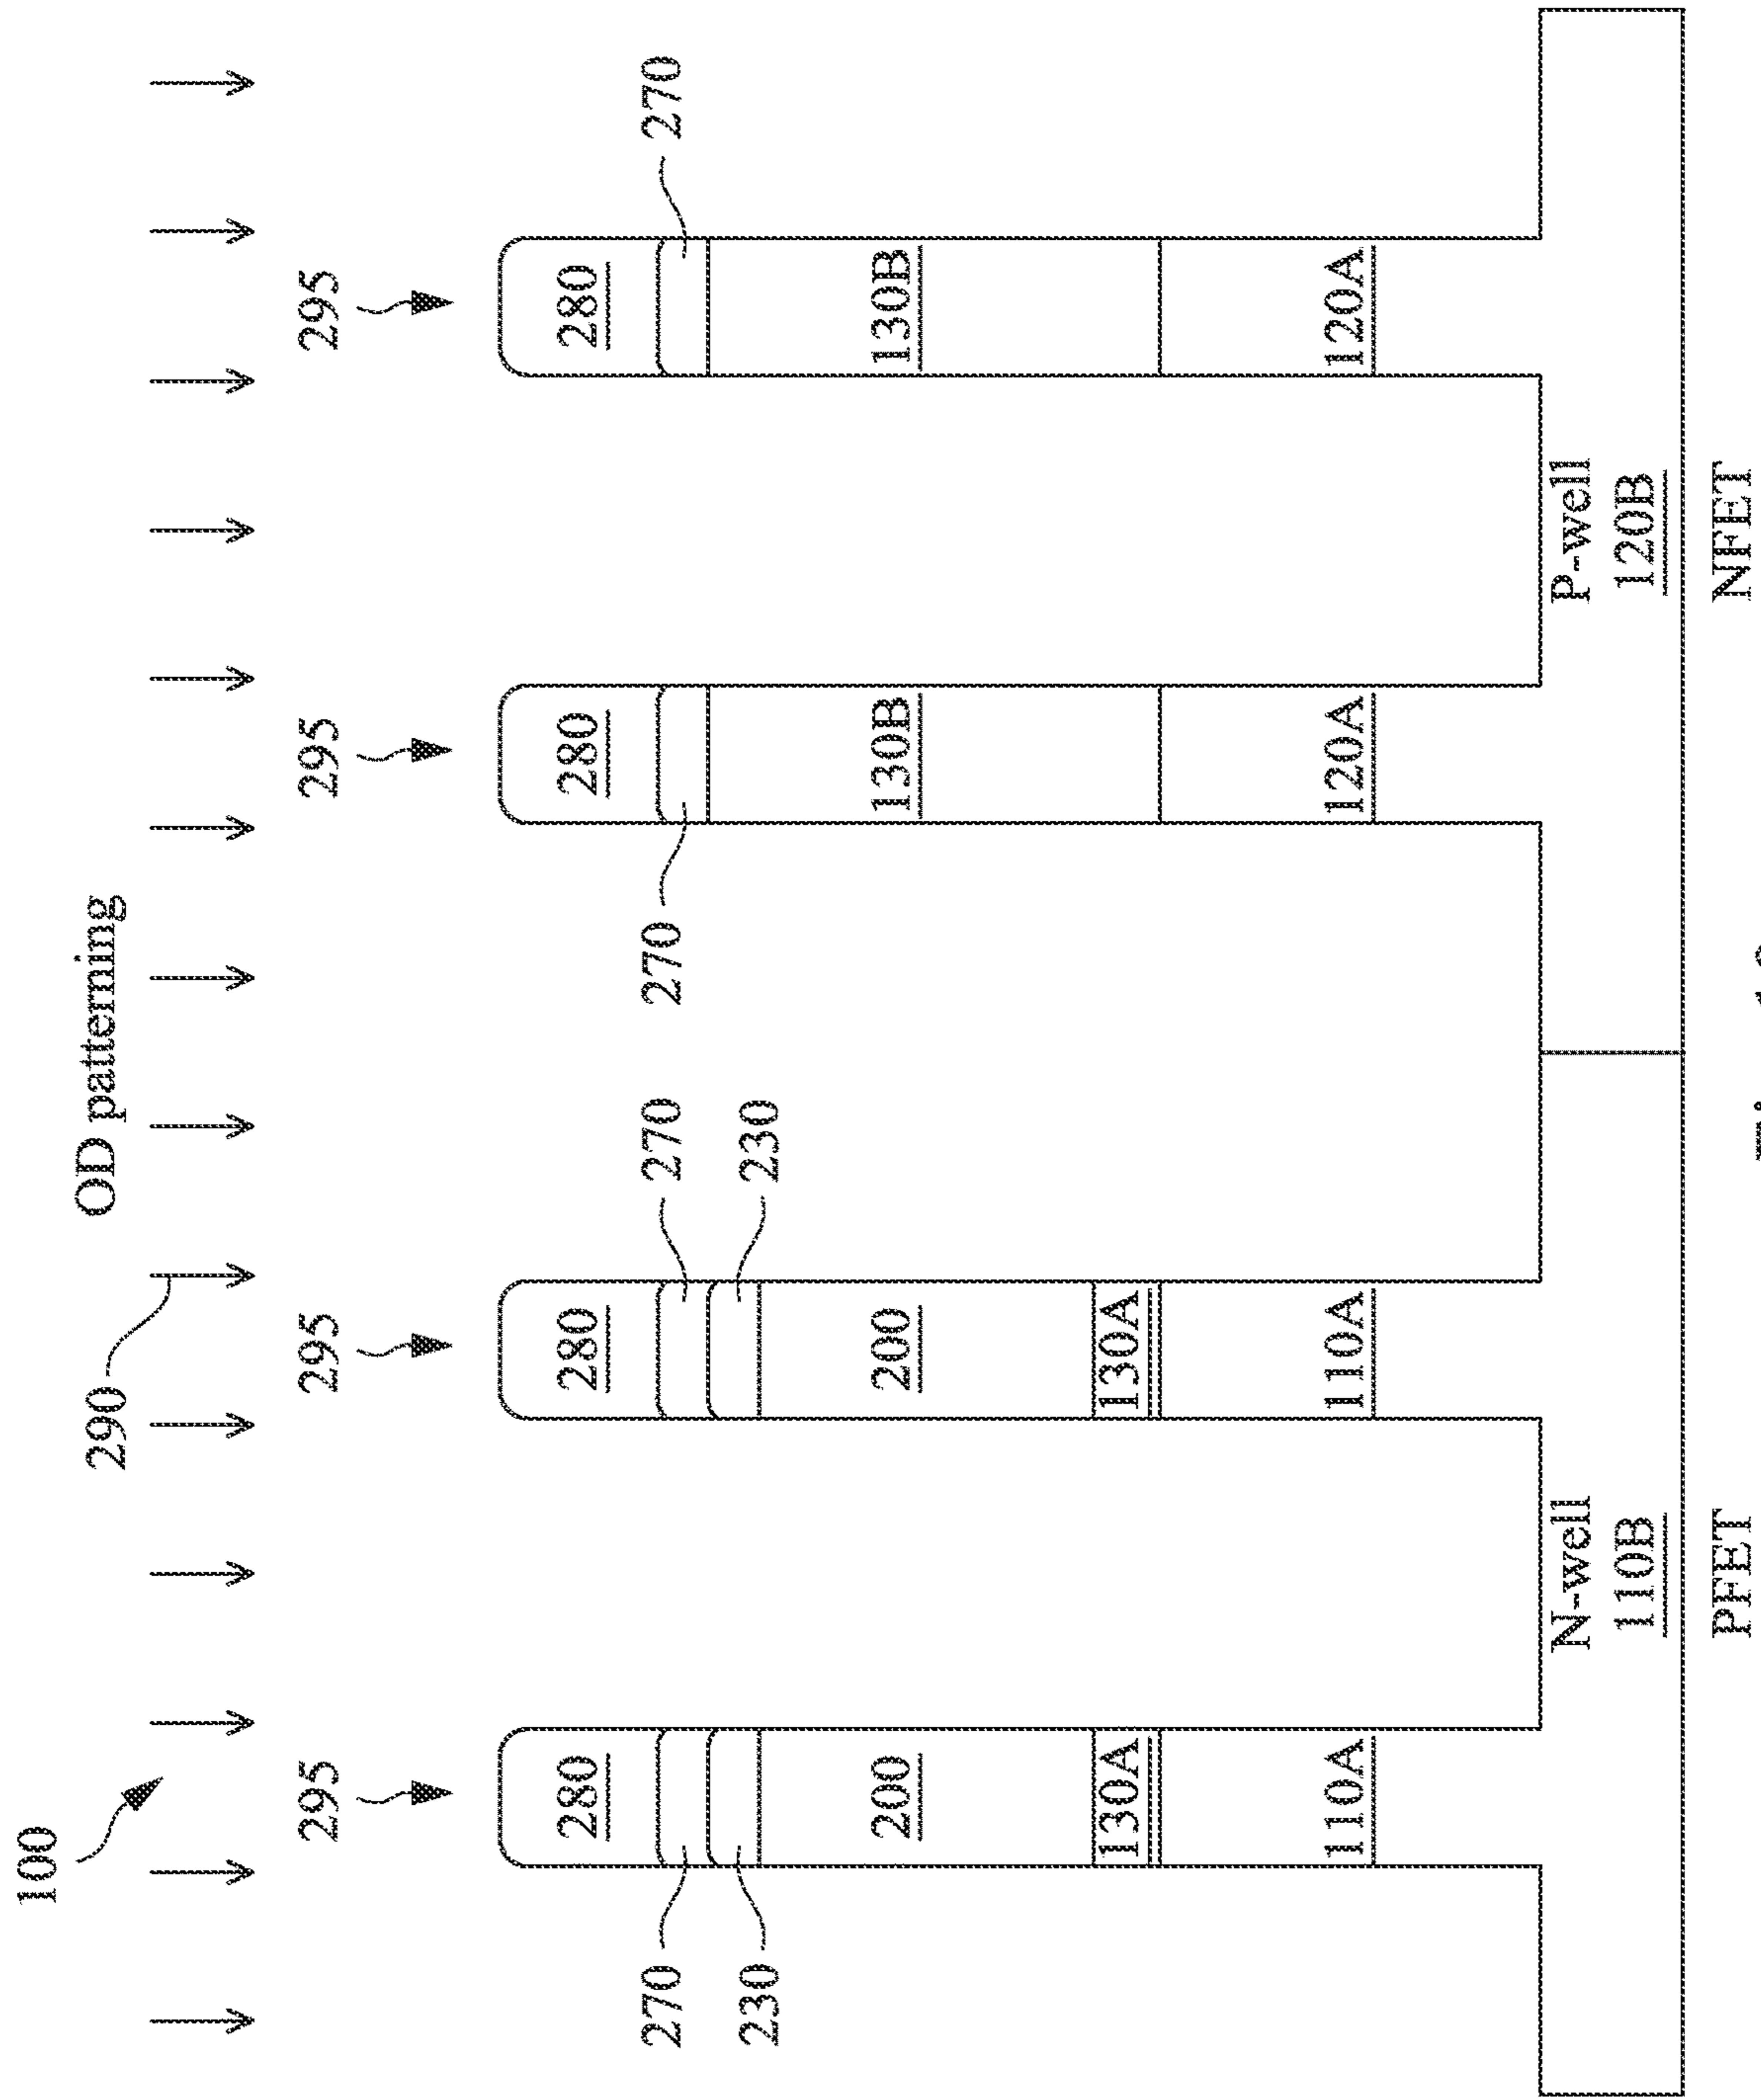 100
290
OD patterning
295 295 295 295
280 280 280 280
270 270 270 270
230 230
200 200 130B 130B
130A 130A
110A 110A 120A 120A
N-well P-well
110B 120B
PFET NFET